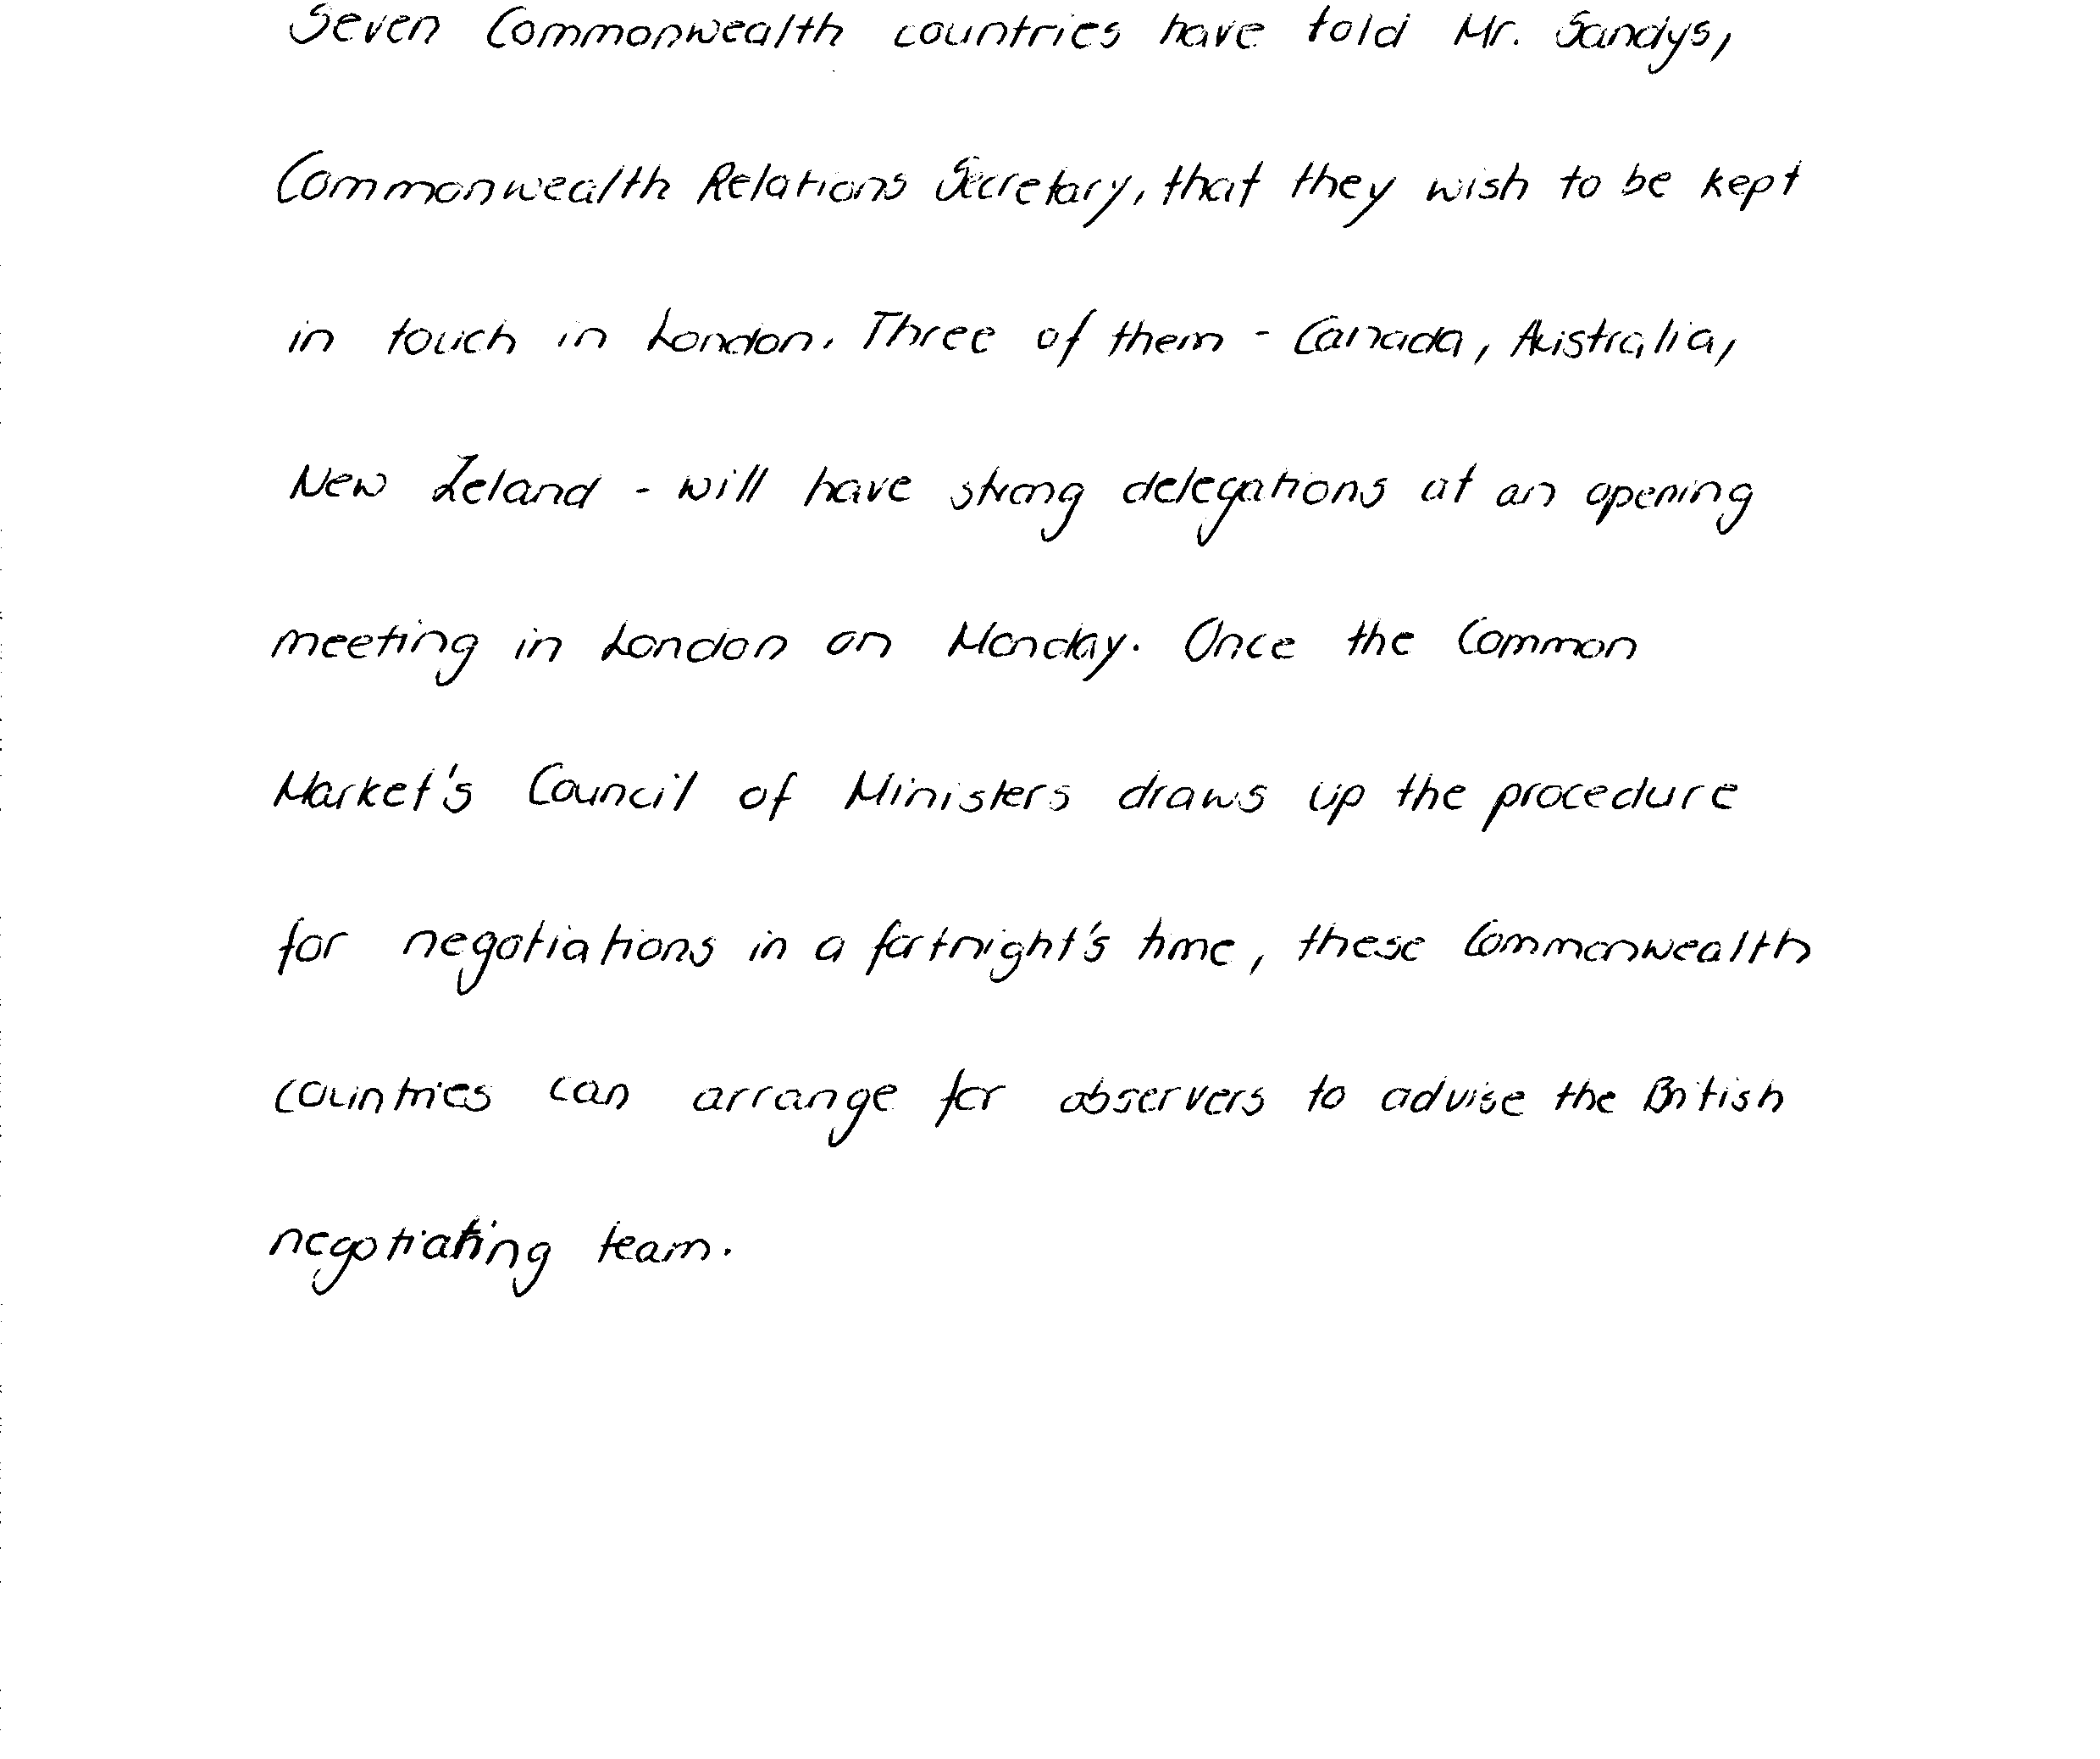 Seven Commonwealth countries have told Mr. Sandys,
Commonwealth Relations Secretary, that they wish to be kept
in touch in London. Three of them - Canada, Australia,
New Zeland - will have strong delegations at an opening
meeting in London on Monday. Once the Common
Market's Council of Ministers draws up the procedure
for negotiations in a fortnight's time, these Commonwealth
countries can arrange for observers to advise the British
negotiating team.